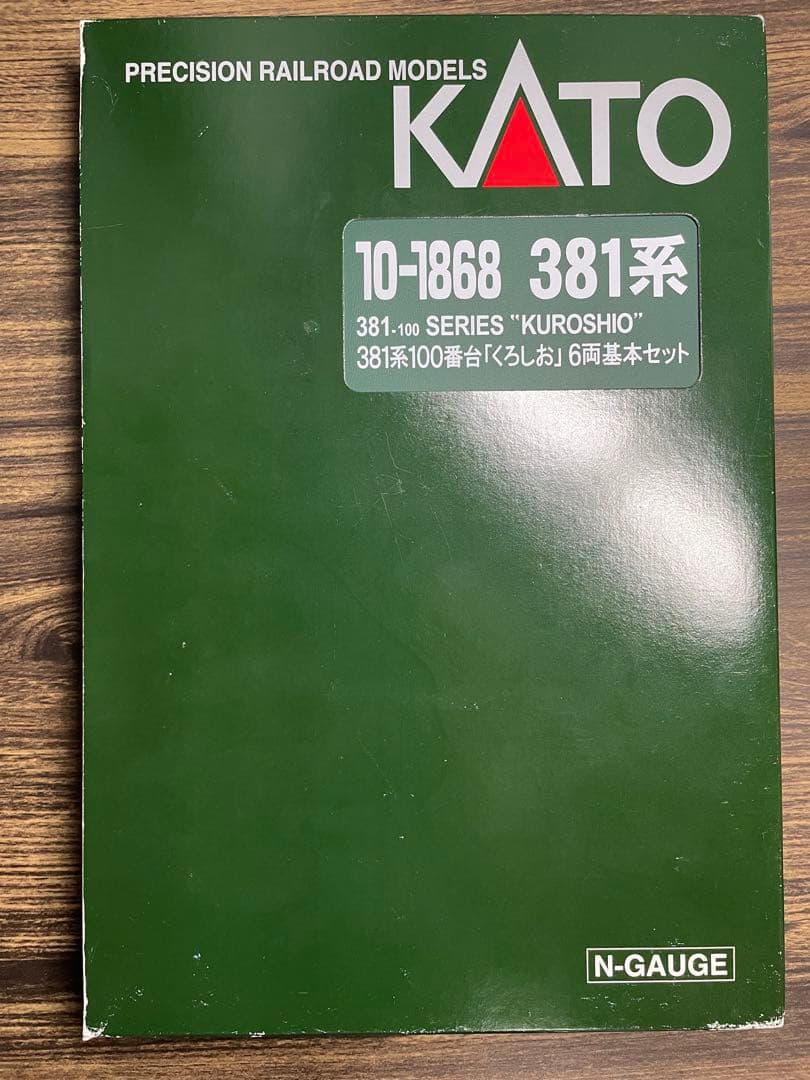 PRECISION RAILROAD MODELS
KATO
10-1868 381系
381-100 SERIES "KUROSHIO"
381系100番台「くろしお」6両基本セット
N-GAUGE